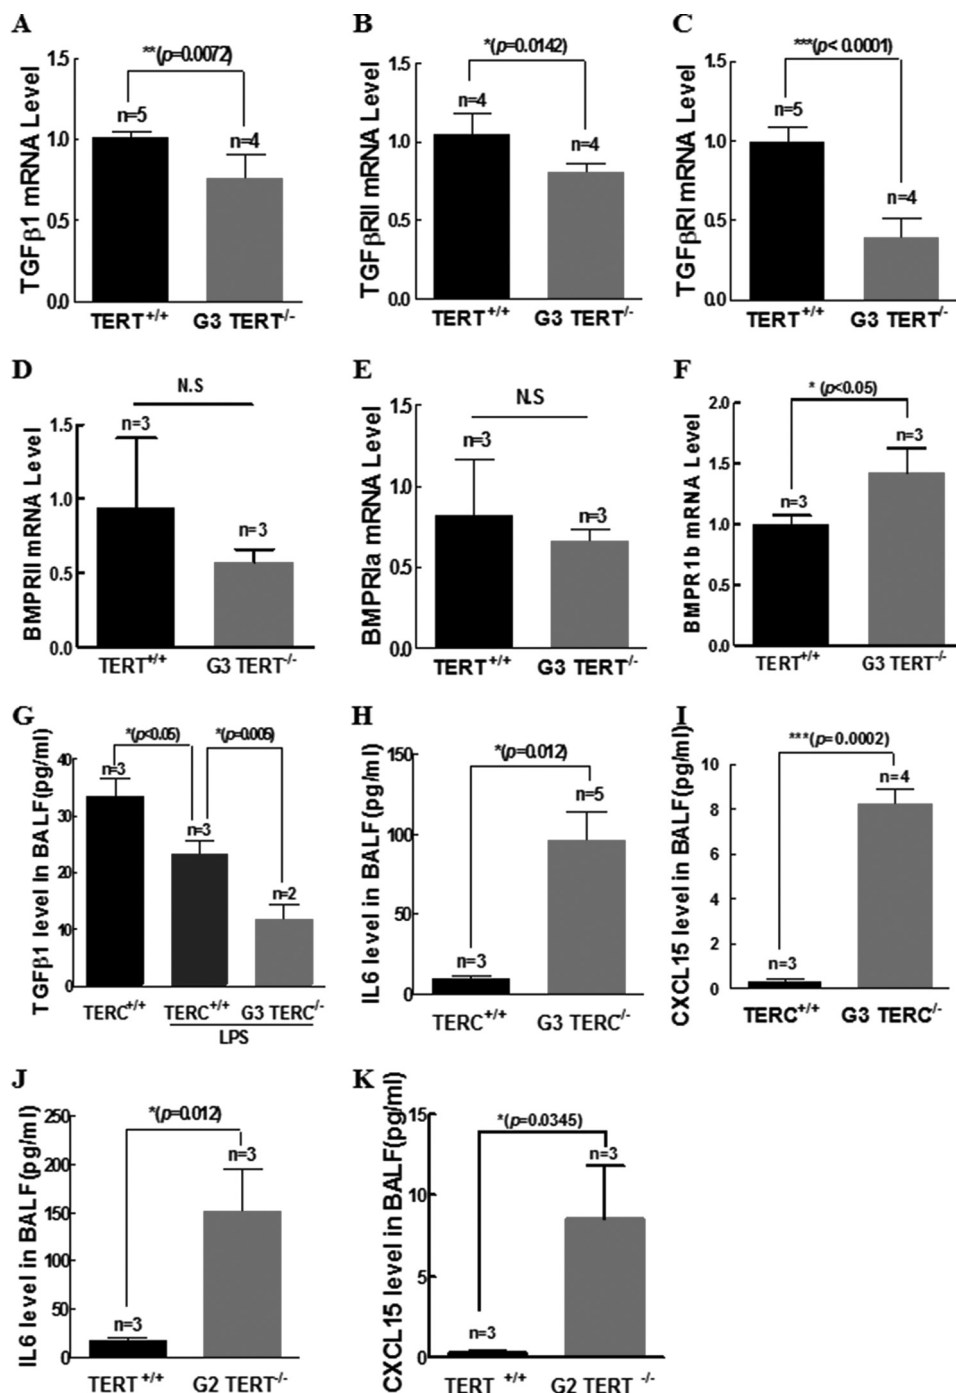 A
TGFβ1 mRNA Level
**(p=0.0072)
1.5
1.0
0.5
0.0
n=5
n=4
TERT+/+
G3 TERT-/-
B
TGFβRII mRNA Level
*(p=0.0142)
1.5
1.0
0.5
0.0
n=4
n=4
TERT+/+
G3 TERT-/-
C
TGFβRI mRNA Level
***(p< 0.0001)
1.5
1.0
0.5
0.0
n=5
n=4
TERT+/+
G3 TERT-/-
D
BMPRII mRNA Level
N.S
1.5
1.0
0.5
0.0
n=3
n=3
TERT+/+
G3 TERT-/-
E
BMPRIa mRNA Level
N.S
1.5
1.0
0.5
0.0
n=3
n=3
TERT+/+
G3 TERT-/-
F
BMPR1b mRNA Level
* (p<0.05)
2.0
1.5
1.0
0.5
0.0
n=3
n=3
TERT+/+
G3 TERT-/-
G
TGFβ1 level in BALF(pg/ml)
*(p<0.05)
*(p=0.005)
40
30
20
10
0
n=3
n=3
n=2
TERC+/+
TERC+/+
G3 TERC-/-
LPS
H
IL6 level in BALF(pg/ml)
*(p=0.012)
150
100
50
0
n=3
n=5
TERC+/+
G3 TERC-/-
I
CXCL15 level in BALF(pg/ml)
***(p=0.0002)
10
8
6
4
2
0
n=3
n=4
TERC+/+
G3 TERC-/-
J
IL6 level in BALF(pg/ml)
*(p=0.012)
250
200
150
100
50
0
n=3
n=3
TERT+/+
G2 TERT-/-
K
CXCL15 level in BALF(pg/ml)
*(p=0.0345)
15
10
5
0
n=3
n=3
TERT +/+
G2 TERT -/-